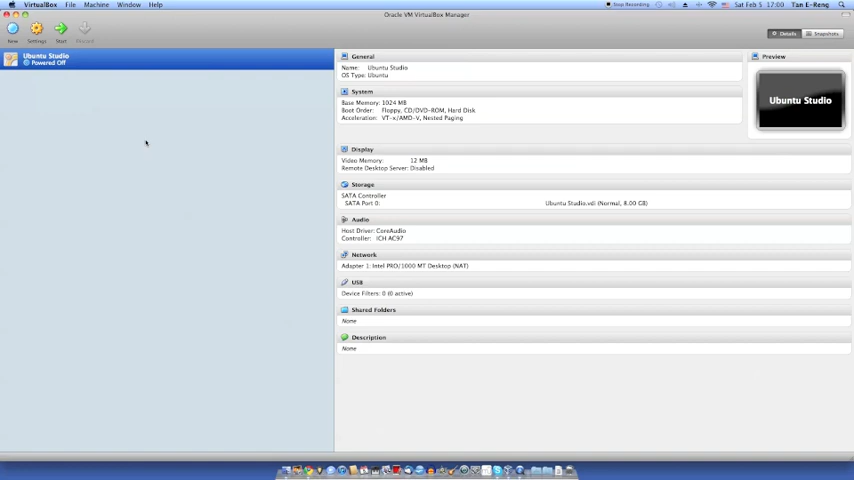 VirtualBox File Machine Window Help Stop Recording Sat Feb 5 17:00 Tan E-Reng
Oracle VM VirtualBox Manager
New Settings Start Discard Details Snapshots
Ubuntu Studio
Powered Off
General
Name: Ubuntu Studio
OS Type: Ubuntu
Preview
Ubuntu Studio
System
Base Memory: 1024 MB
Boot Order: Floppy, CD/DVD-ROM, Hard Disk
Acceleration: VT-x/AMD-V, Nested Paging
Display
Video Memory: 12 MB
Remote Desktop Server: Disabled
Storage
SATA Controller
SATA Port 0: Ubuntu Studio.vdi (Normal, 8.00 GB)
Audio
Host Driver: CoreAudio
Controller: ICH AC97
Network
Adapter 1: Intel PRO/1000 MT Desktop (NAT)
USB
Device Filters: 0 (0 active)
Shared Folders
None
Description
None